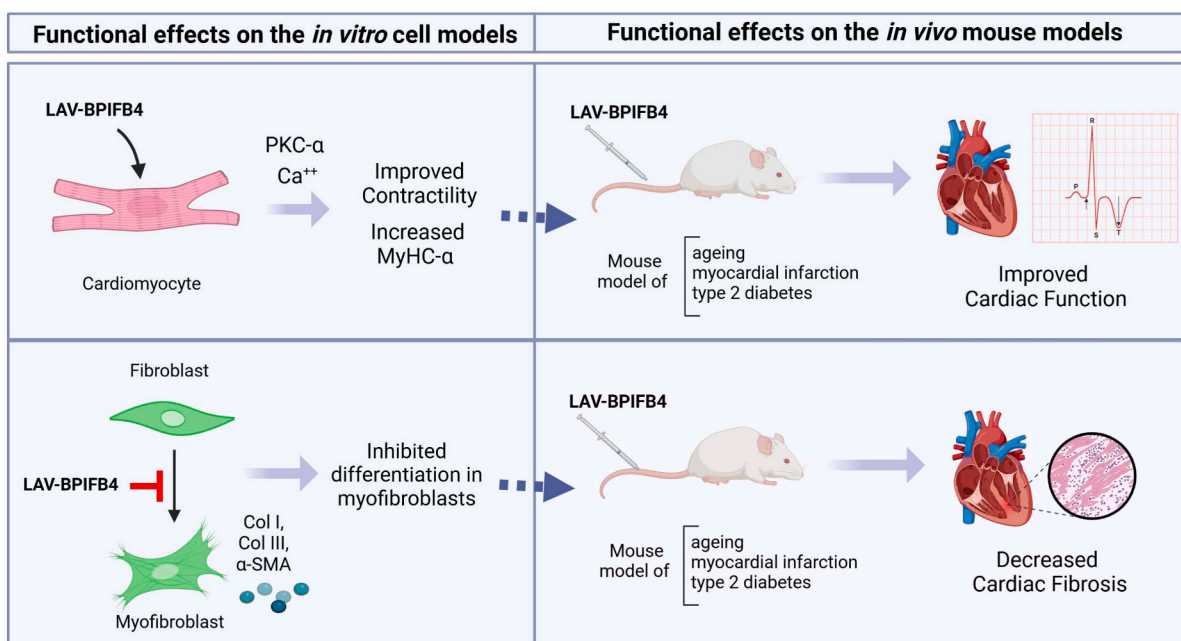 Functional effects on the in vitro cell models
Functional effects on the in vivo mouse models
LAV-BPIFB4
PKC-α
Ca⁺⁺
Improved
Contractility
Increased
MyHC-α
Cardiomyocyte
LAV-BPIFB4
Mouse
model of
ageing
myocardial infarction
type 2 diabetes
R
P
S
T
Improved
Cardiac Function
Fibroblast
LAV-BPIFB4
Col I,
Col III,
α-SMA
Myofibroblast
Inhibited
differentiation in
myofibroblasts
LAV-BPIFB4
Mouse
model of
ageing
myocardial infarction
type 2 diabetes
Decreased
Cardiac Fibrosis